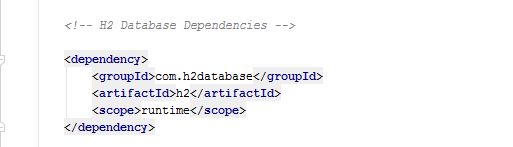 <!-- H2 Database Dependencies -->
<dependency>
<groupId>com.h2database</groupId>
<artifactId>h2</artifactId>
<scope>runtime</scope>
</dependency>